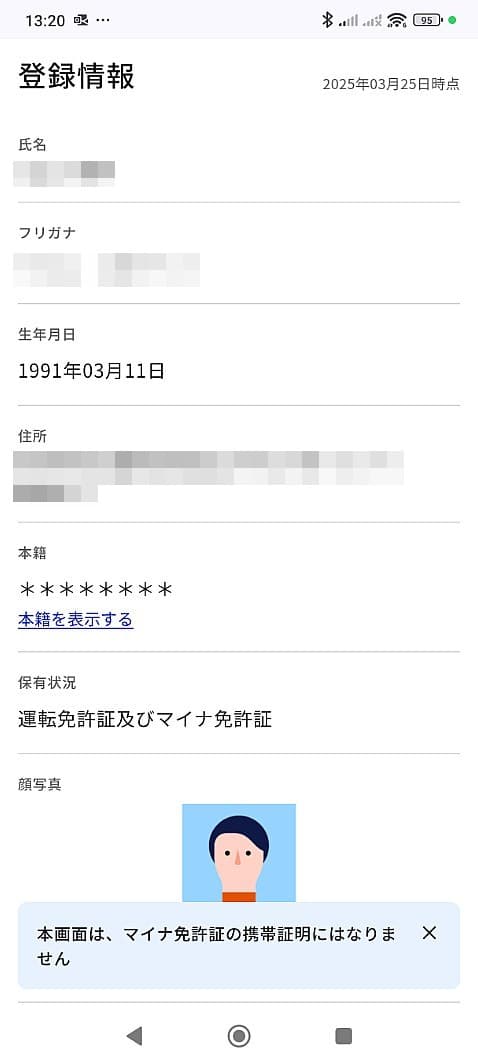 13:20 ... 95
登録情報
2025年03月25日時点
氏名
フリガナ
生年月日
1991年03月11日
住所
本籍
＊＊＊＊＊＊＊＊
本籍を表示する
保有状況
運転免許証及びマイナ免許証
顔写真
本画面は、マイナ免許証の携帯証明にはなりま
せん